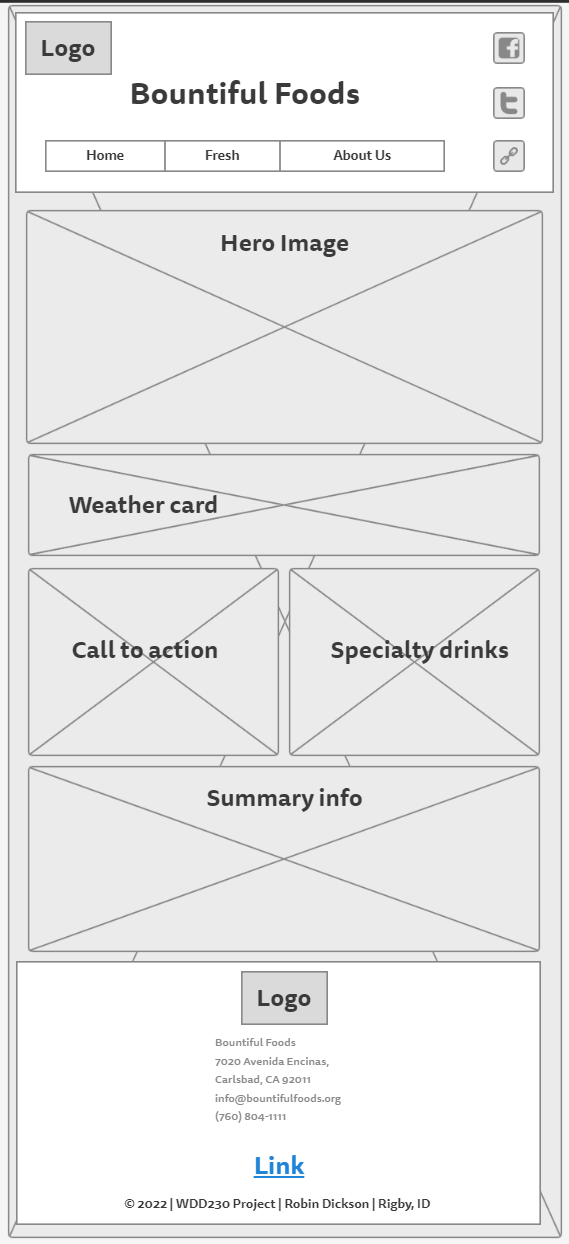 Logo
Bountiful Foods
Home
Fresh
About Us
Hero Image
Weather card
Call to action
Specialty drinks
Summary info
Logo
Bountiful Foods
7020 Avenida Encinas,
Carlsbad, CA 92011
info@bountifulfoods.org
(760) 804-1111
Link
© 2022 | WDD230 Project | Robin Dickson | Rigby, ID